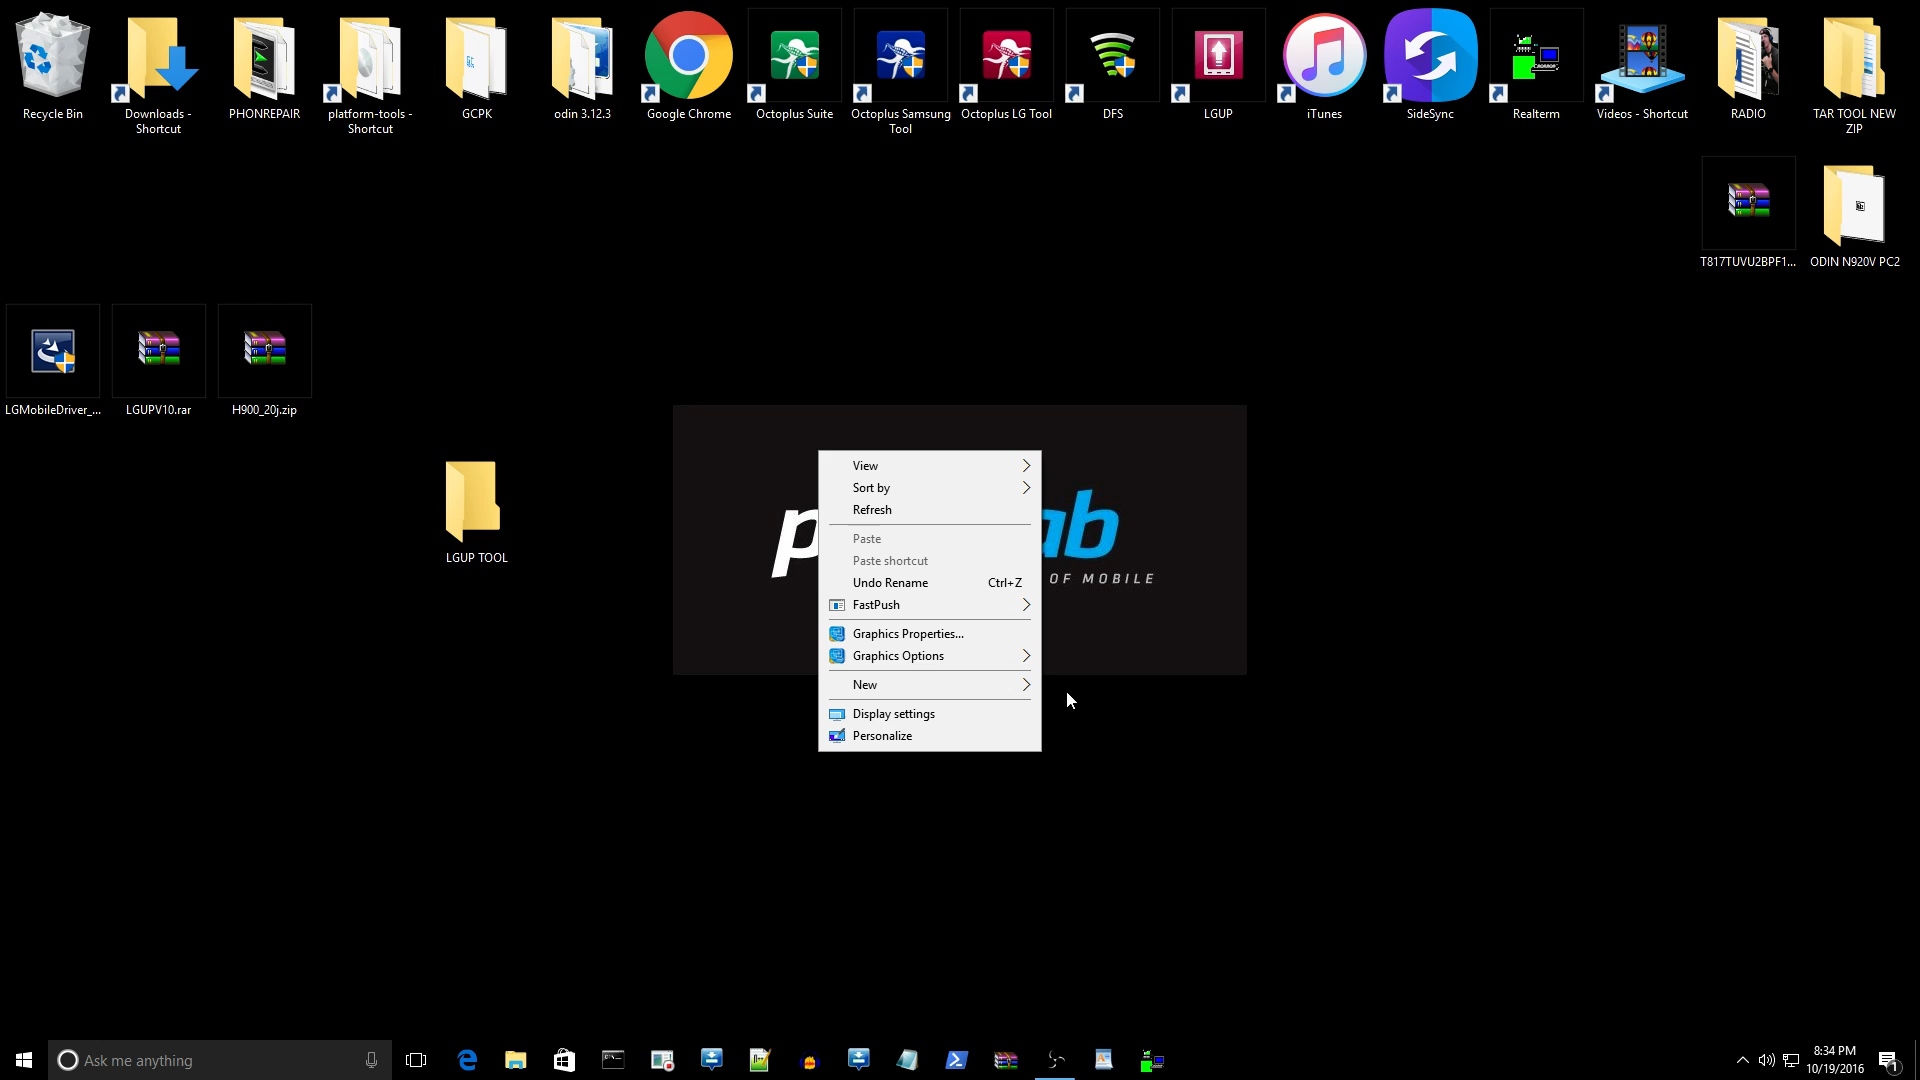 Recycle Bin
Downloads -
Shortcut
PHONREPAIR
platform-tools -
Shortcut
GCPK
odin 3.12.3
Google Chrome
Octoplus Suite
Octoplus Samsung
Tool
Octoplus LG Tool
DFS
LGUP
iTunes
SideSync
Realterm
Videos - Shortcut
RADIO
TAR TOOL NEW
ZIP
T817TUVU2BPF1...
ODIN N920V PC2
LGMobileDriver_...
LGUPV10.rar
H900_20j.zip
LGUP TOOL
View
Sort by
Refresh
Paste
Paste shortcut
Undo Rename Ctrl+Z
FastPush
Graphics Properties...
Graphics Options
New
Display settings
Personalize
p ab
OF MOBILE
Ask me anything
8:34 PM
10/19/2016
1